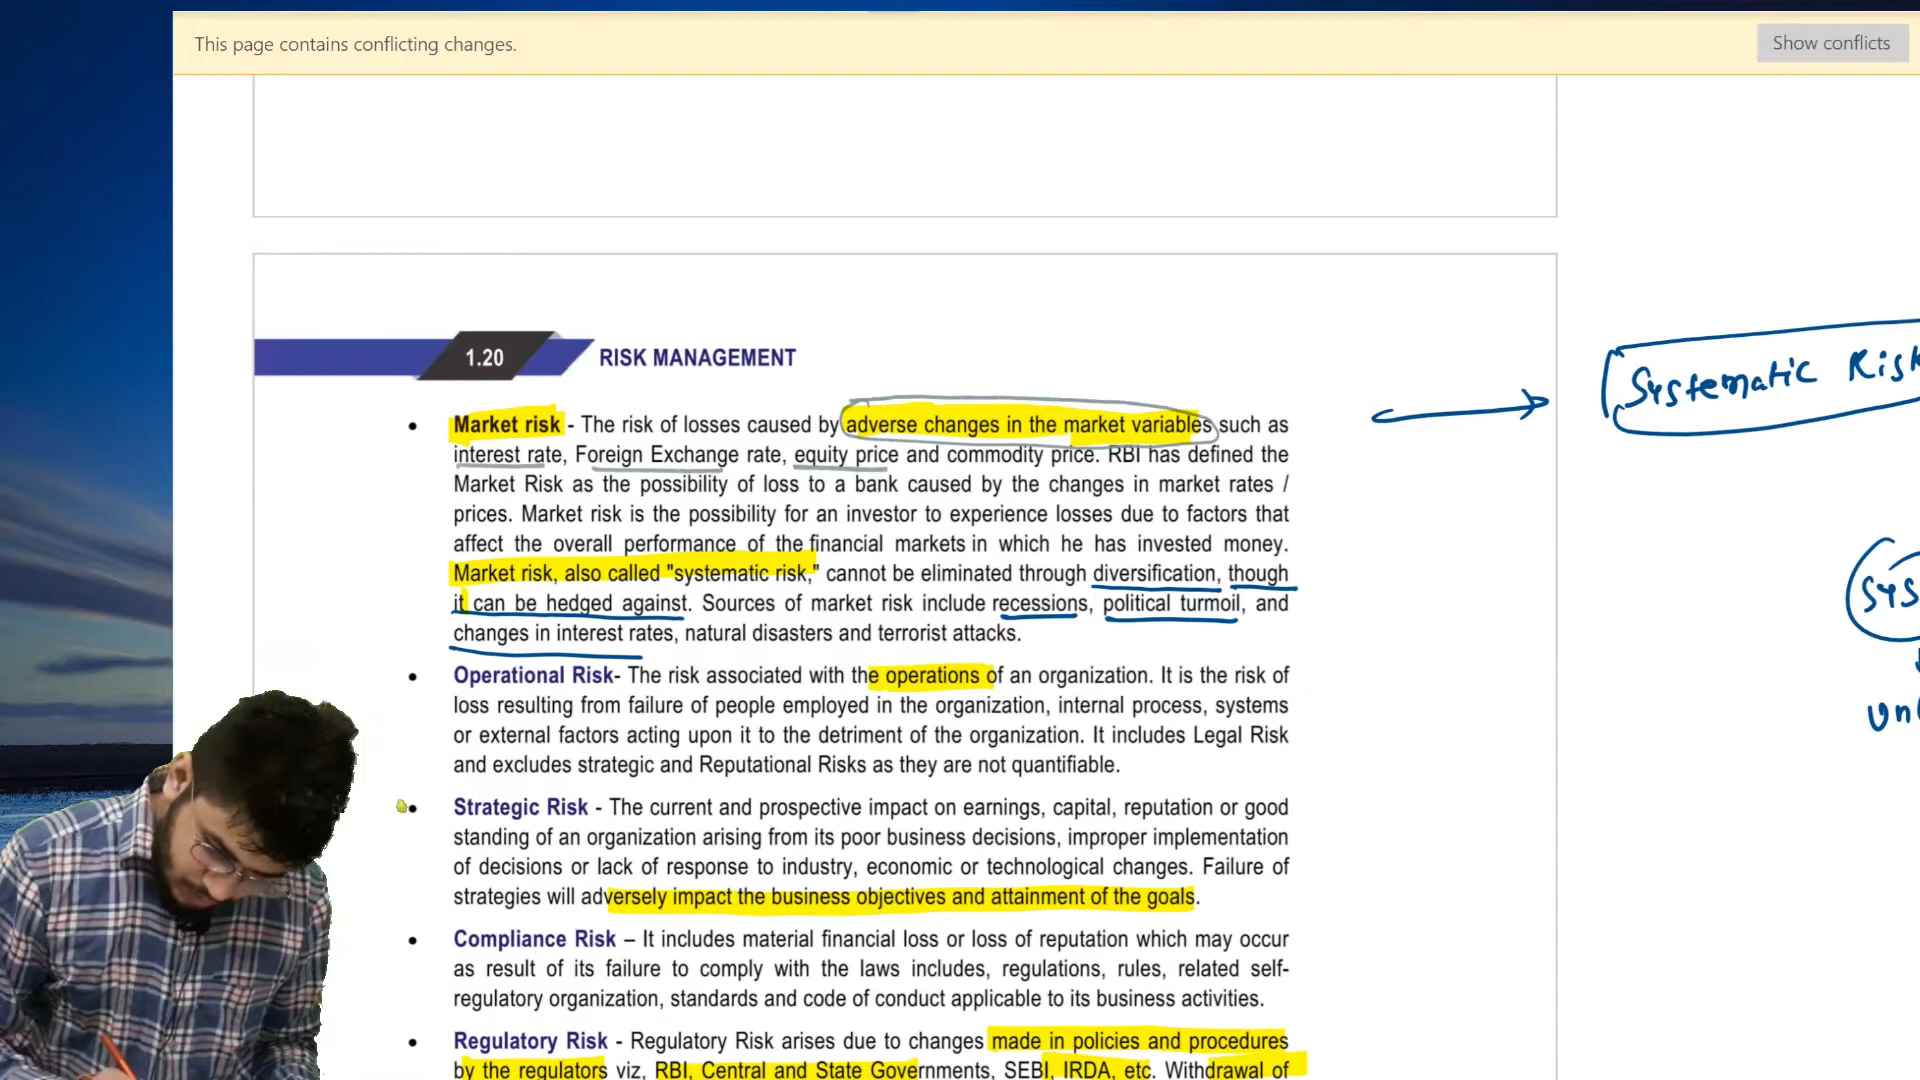 This page contains conflicting changes.
Show conflicts
1.20
RISK MANAGEMENT
• Market risk - The risk of losses caused by adverse changes in the market variables such as
interest rate, Foreign Exchange rate, equity price and commodity price. RBI has defined the
Market Risk as the possibility of loss to a bank caused by the changes in market rates /
prices. Market risk is the possibility for an investor to experience losses due to factors that
affect the overall performance of the financial markets in which he has invested money.
Market risk, also called "systematic risk," cannot be eliminated through diversification, though
it can be hedged against. Sources of market risk include recessions, political turmoil, and
changes in interest rates, natural disasters and terrorist attacks.
• Operational Risk- The risk associated with the operations of an organization. It is the risk of
loss resulting from failure of people employed in the organization, internal process, systems
or external factors acting upon it to the detriment of the organization. It includes Legal Risk
and excludes strategic and Reputational Risks as they are not quantifiable.
• Strategic Risk - The current and prospective impact on earnings, capital, reputation or good
standing of an organization arising from its poor business decisions, improper implementation
of decisions or lack of response to industry, economic or technological changes. Failure of
strategies will adversely impact the business objectives and attainment of the goals.
• Compliance Risk – It includes material financial loss or loss of reputation which may occur
as result of its failure to comply with the laws includes, regulations, rules, related self-
regulatory organization, standards and code of conduct applicable to its business activities.
• Regulatory Risk - Regulatory Risk arises due to changes made in policies and procedures
by the regulators viz, RBI, Central and State Governments, SEBI, IRDA, etc. Withdrawal of
Systematic Risk
Sys